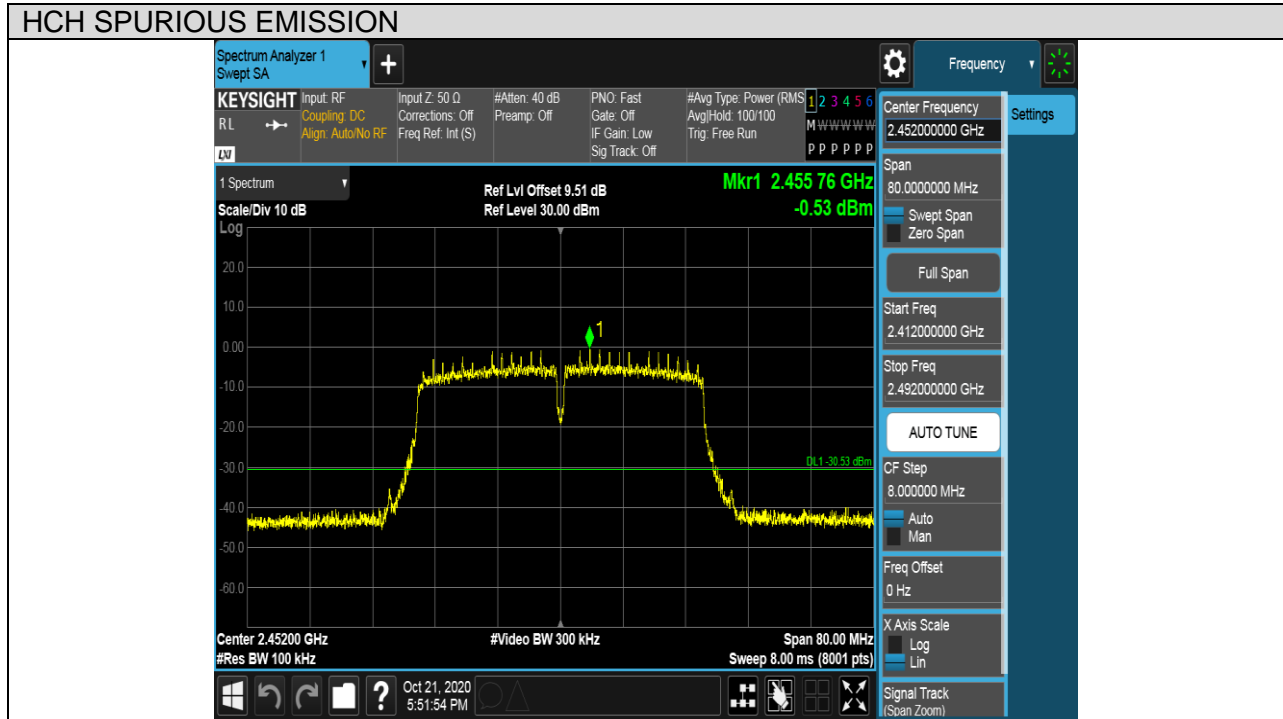 HCH SPURIOUS EMISSION
Spectrum Analyzer 1
Swept SA
+
Frequency
KEYSIGHT
RL
LXI
Input: RF
Coupling: DC
Align: Auto/No RF
Input Z: 50 Ω
Corrections: Off
Freq Ref: Int (S)
#Atten: 40 dB
Preamp: Off
PNO: Fast
Gate: Off
IF Gain: Low
Sig Track: Off
#Avg Type: Power (RMS
Avg|Hold: 100/100
Trig: Free Run
1 2 3 4 5 6
M W W W W W
P P P P P P
1 Spectrum
Scale/Div 10 dB
Ref Lvl Offset 9.51 dB
Ref Level 30.00 dBm
Mkr1 2.455 76 GHz
-0.53 dBm
Log
20.0
10.0
0.00
-10.0
-20.0
-30.0
-40.0
-50.0
-60.0
1
DL1 -30.53 dBm
Center 2.45200 GHz
#Res BW 100 kHz
#Video BW 300 kHz
Span 80.00 MHz
Sweep 8.00 ms (8001 pts)
Center Frequency
2.452000000 GHz
Settings
Span
80.0000000 MHz
Swept Span
Zero Span
Full Span
Start Freq
2.412000000 GHz
Stop Freq
2.492000000 GHz
AUTO TUNE
CF Step
8.000000 MHz
Auto
Man
Freq Offset
0 Hz
X Axis Scale
Log
Lin
Signal Track
(Span Zoom)
?
Oct 21, 2020
5:51:54 PM